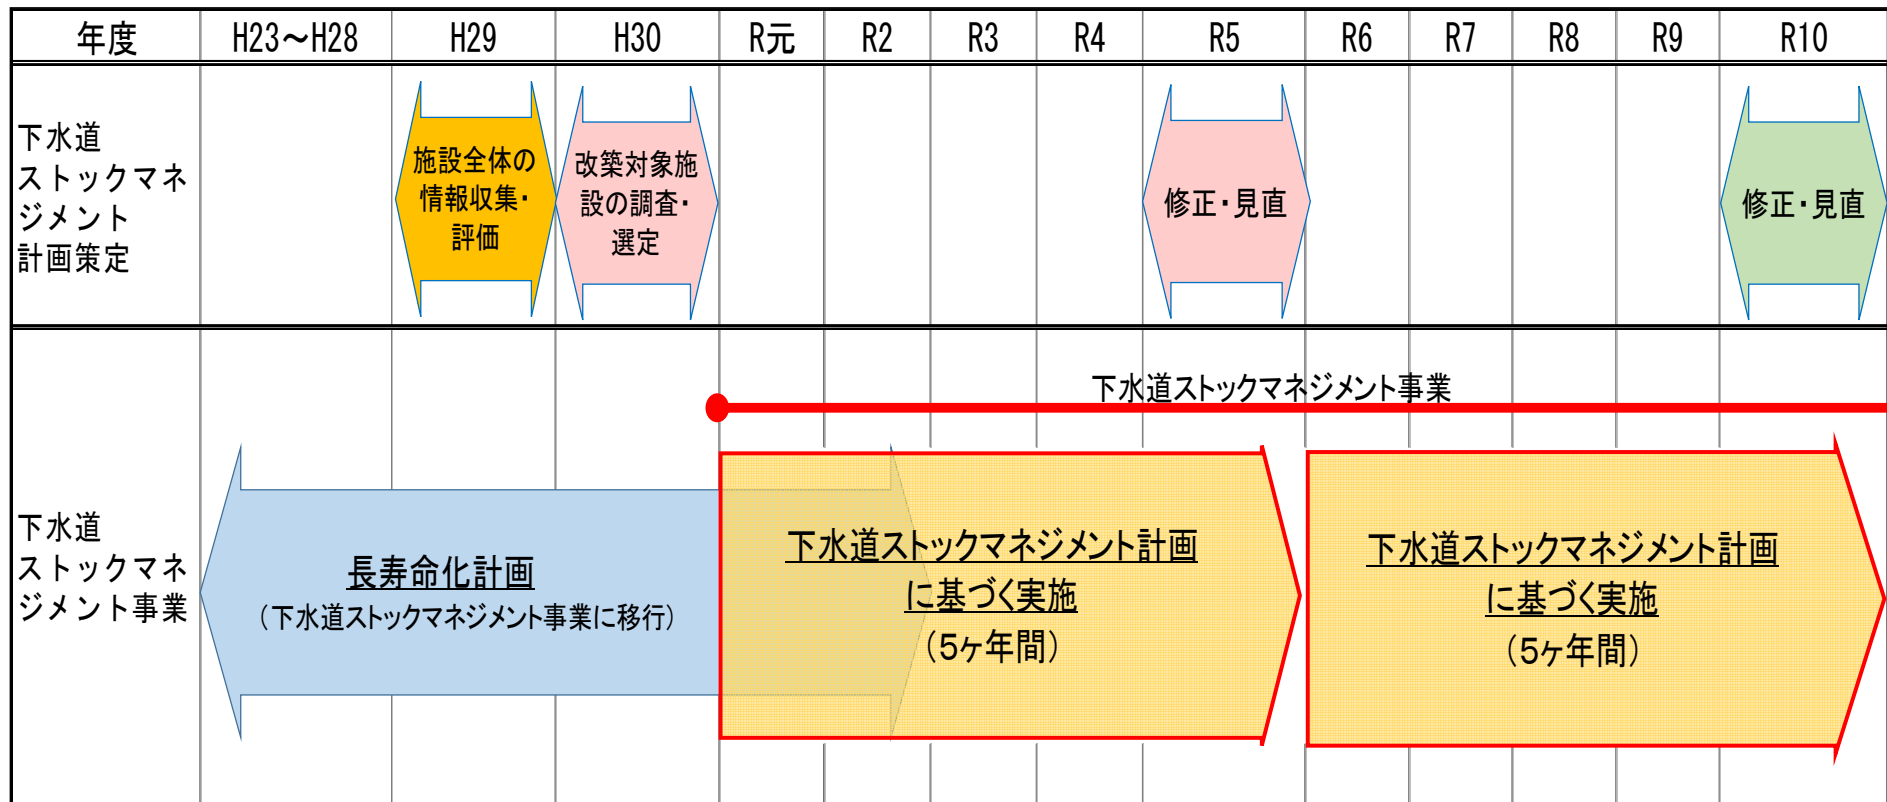 年度 H23～H28 H29 H30 R元 R2 R3 R4 R5 R6 R7 R8 R9 R10
下水道
ストックマネ
ジメント
計画策定
施設全体の
情報収集・
評価
改築対象施
設の調査・
選定
修正・見直
修正・見直
下水道ストックマネジメント事業
下水道
ストックマネ
ジメント事業
長寿命化計画
（下水道ストックマネジメント事業に移行）
下水道ストックマネジメント計画
に基づく実施
（5ヶ年間）
下水道ストックマネジメント計画
に基づく実施
（5ヶ年間）